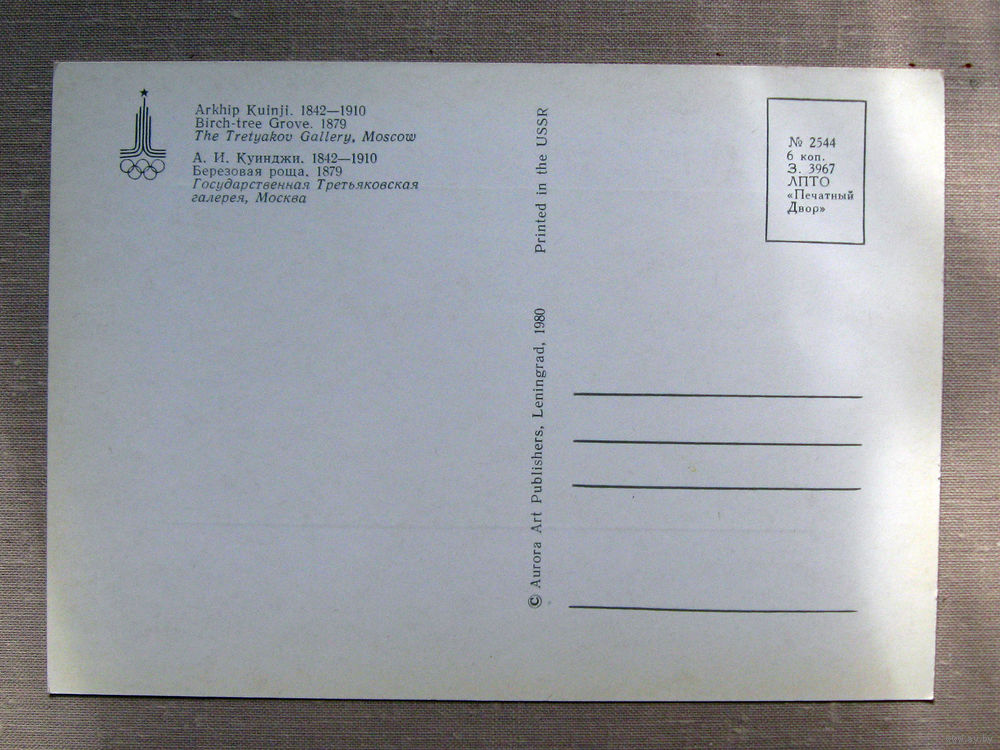 Arkhip Kuinji. 1842—1910
Birch-tree Grove. 1879
The Tretyakov Gallery, Moscow
А. И. Куинджи. 1842—1910
Березовая роща. 1879
Государственная Третьяковская
галерея, Москва
© Aurora Art Publishers, Leningrad, 1980
Printed in the USSR
№ 2544
6 коп.
З. 3967
ЛПТО
«Печатный
Двор»